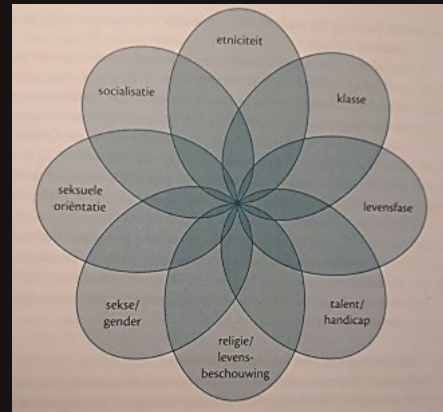 etniciteit
klasse
levensfase
talent/
handicap
religie/
levens-
beschouwing
sekse/
gender
seksuele
oriëntatie
socialisatie